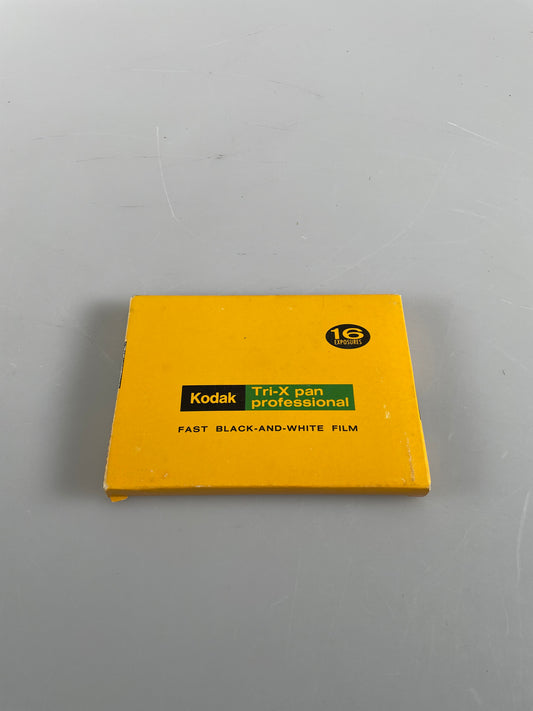 16
EXPOSURES
Kodak
Tri-X pan
professional
FAST BLACK-AND-WHITE FILM